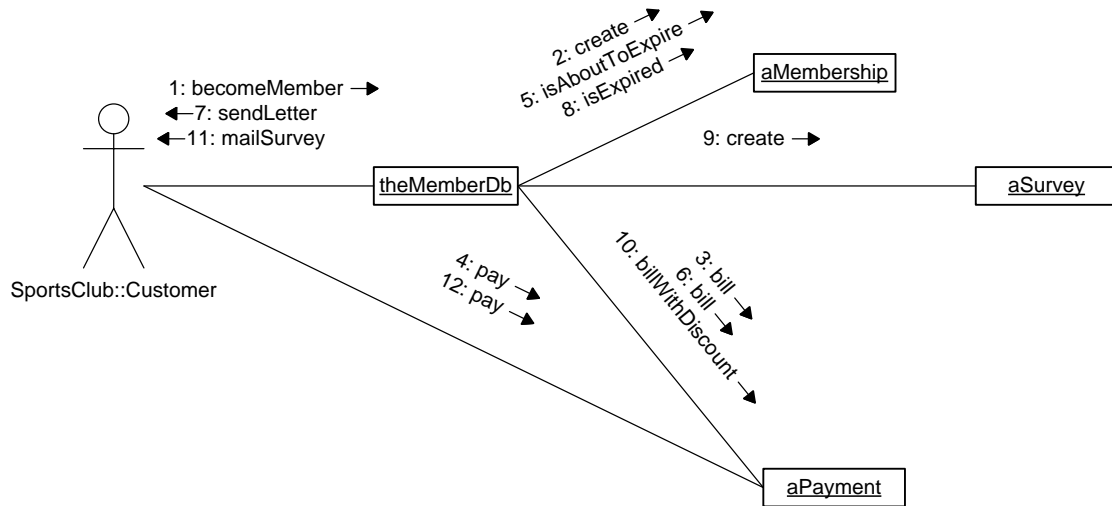 2: create
5: isAboutToExpire
8: isExpired
aMembership
1: becomeMember
7: sendLetter
11: mailSurvey
9: create
theMemberDb
aSurvey
3: bill
6: bill
10: billWithDiscount
4: pay
12: pay
SportsClub::Customer
aPayment